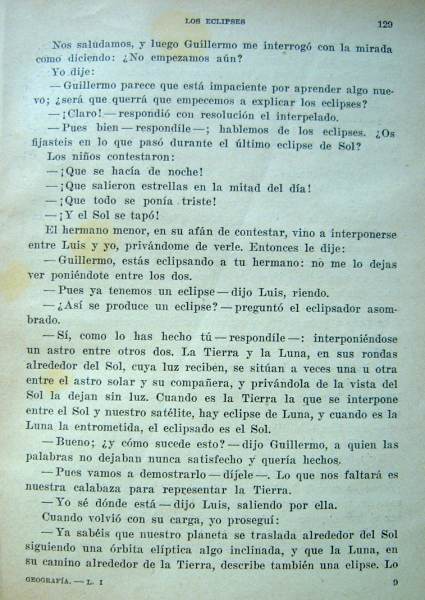 LOS ECLIPSES 129
Nos saludamos, y luego Guillermo me interrogó con la mirada
como diciendo: ¿No empezamos aún?
Yo dije:
— Guillermo parece que está impaciente por aprender algo nue-
vo; ¿será que querrá que empecemos a explicar los eclipses?
— ¡Claro! — respondió con resolución el interpelado.
— Pues bien — respondíle —; hablemos de los eclipses. ¿Os
fijasteis en lo que pasó durante el último eclipse de Sol?
Los niños contestaron:
— ¡Que se hacía de noche!
— ¡Que salieron estrellas en la mitad del día!
— ¡Que todo se ponía triste!
— ¡Y el Sol se tapó!
El hermano menor, en su afán de contestar, vino a interponerse
entre Luis y yo, privándome de verle. Entonces le dije:
— Guillermo, estás eclipsando a tu hermano: no me lo dejas
ver poniéndote entre los dos.
— Pues ya tenemos un eclipse — dijo Luis, riendo.
— ¿Así se produce un eclipse? — preguntó el eclipsador asom-
brado.
— Sí, como lo has hecho tú — respondíle —: interponiéndose
un astro entre otros dos. La Tierra y la Luna, en sus rondas
alrededor del Sol, cuya luz reciben, se sitúan a veces una u otra
entre el astro solar y su compañera, y privándola de la vista del
Sol la dejan sin luz. Cuando es la Tierra la que se interpone
entre el Sol y nuestro satélite, hay eclipse de Luna, y cuando es la
Luna la entrometida, el eclipsado es el Sol.
— Bueno; ¿y cómo sucede esto? — dijo Guillermo, a quien las
palabras no dejaban nunca satisfecho y quería hechos.
— Pues vamos a demostrarlo — díjele —. Lo que nos faltará es
nuestra calabaza para representar la Tierra.
— Yo sé dónde está — dijo Luis, saliendo por ella.
Cuando volvió con su carga, yo proseguí:
— Ya sabéis que nuestro planeta se traslada alrededor del Sol
siguiendo una órbita elíptica algo inclinada, y que la Luna, en
su camino alrededor de la Tierra, describe también una elipse. Lo
GEOGRAFÍA. — L. I 9